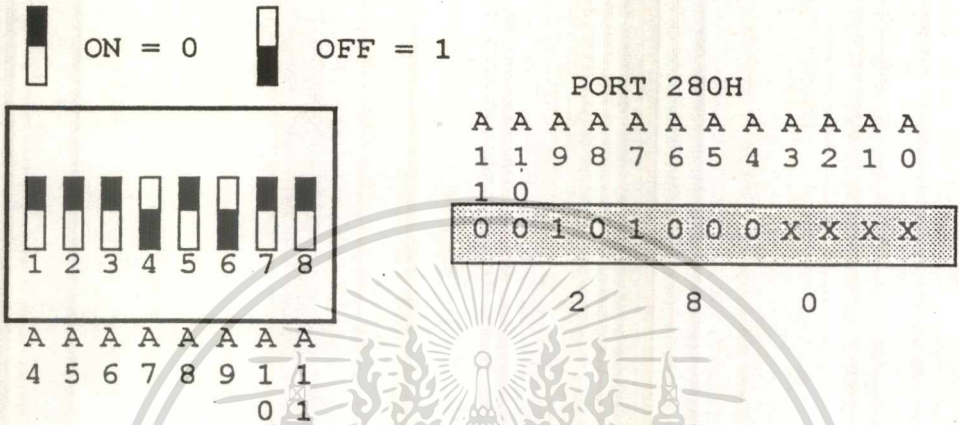 ON = 0
OFF = 1
PORT 280H
A A A A A A A A A A A A
1 1 9 8 7 6 5 4 3 2 1 0
1 0
0 0 1 0 1 0 0 0 X X X X
2 8 0
1 2 3 4 5 6 7 8
A A A A A A A A
4 5 6 7 8 9 1 1
0 1